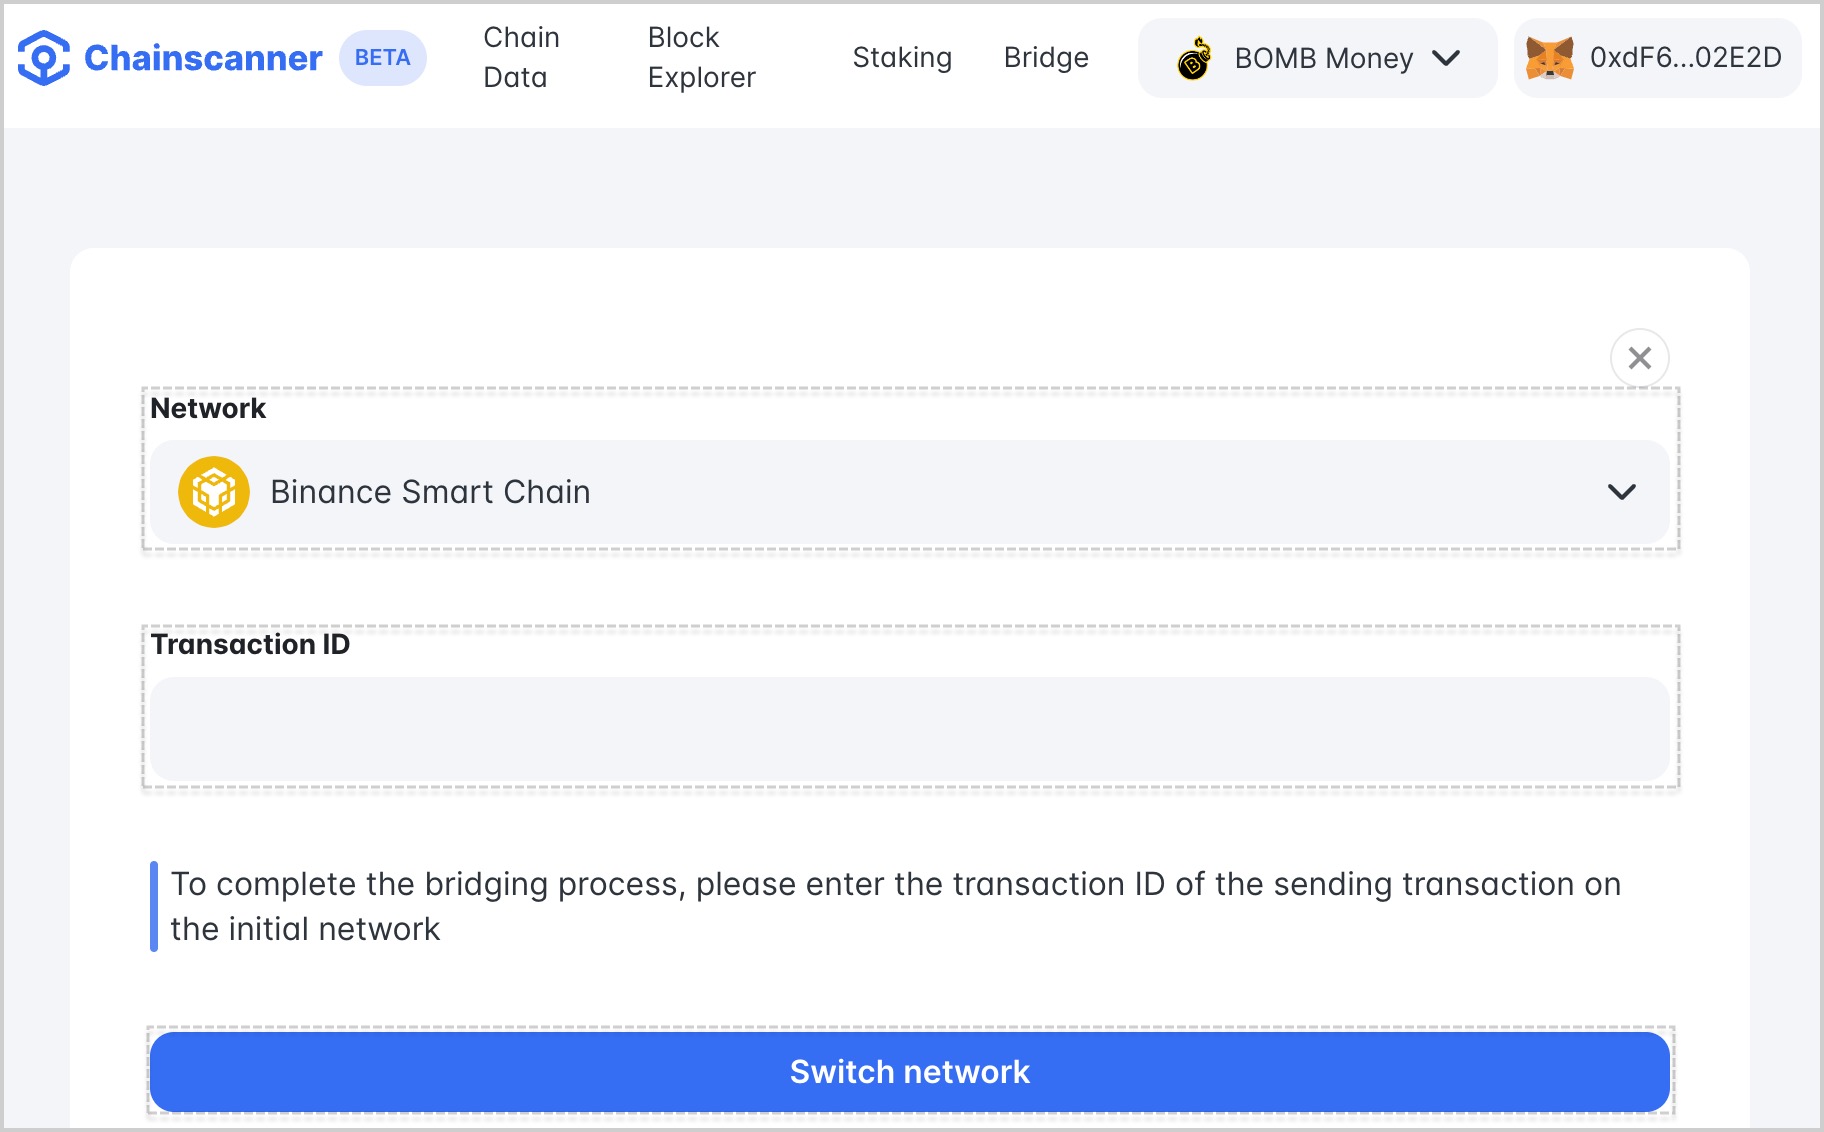 Chainscanner BETA
Chain Data
Block Explorer
Staking
Bridge
BOMB Money
0xdF6...02E2D
Network
Binance Smart Chain
Transaction ID
To complete the bridging process, please enter the transaction ID of the sending transaction on
the initial network
Switch network